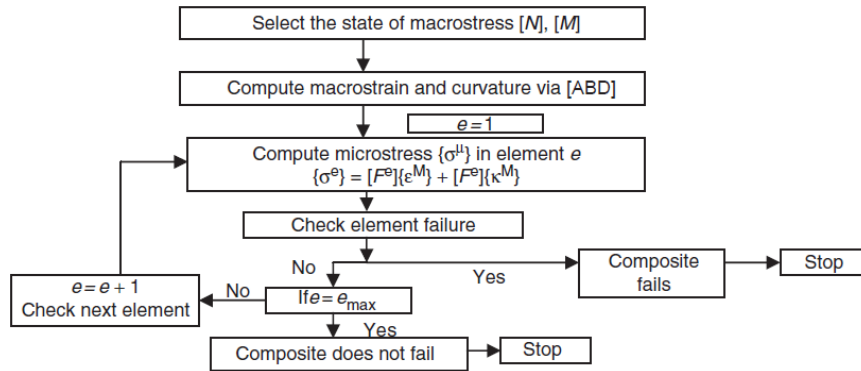 Select the state of macrostress [N], [M]
Compute macrostrain and curvature via [ABD]
e = 1
Compute microstress {σ^μ} in element e
{σ^e} = [F^e]{ε^M} + [F^e]{κ^M}
Check element failure
No
Yes
Composite
fails
Stop
e = e + 1
Check next element
No
If e = e_max
Yes
Composite does not fail
Stop